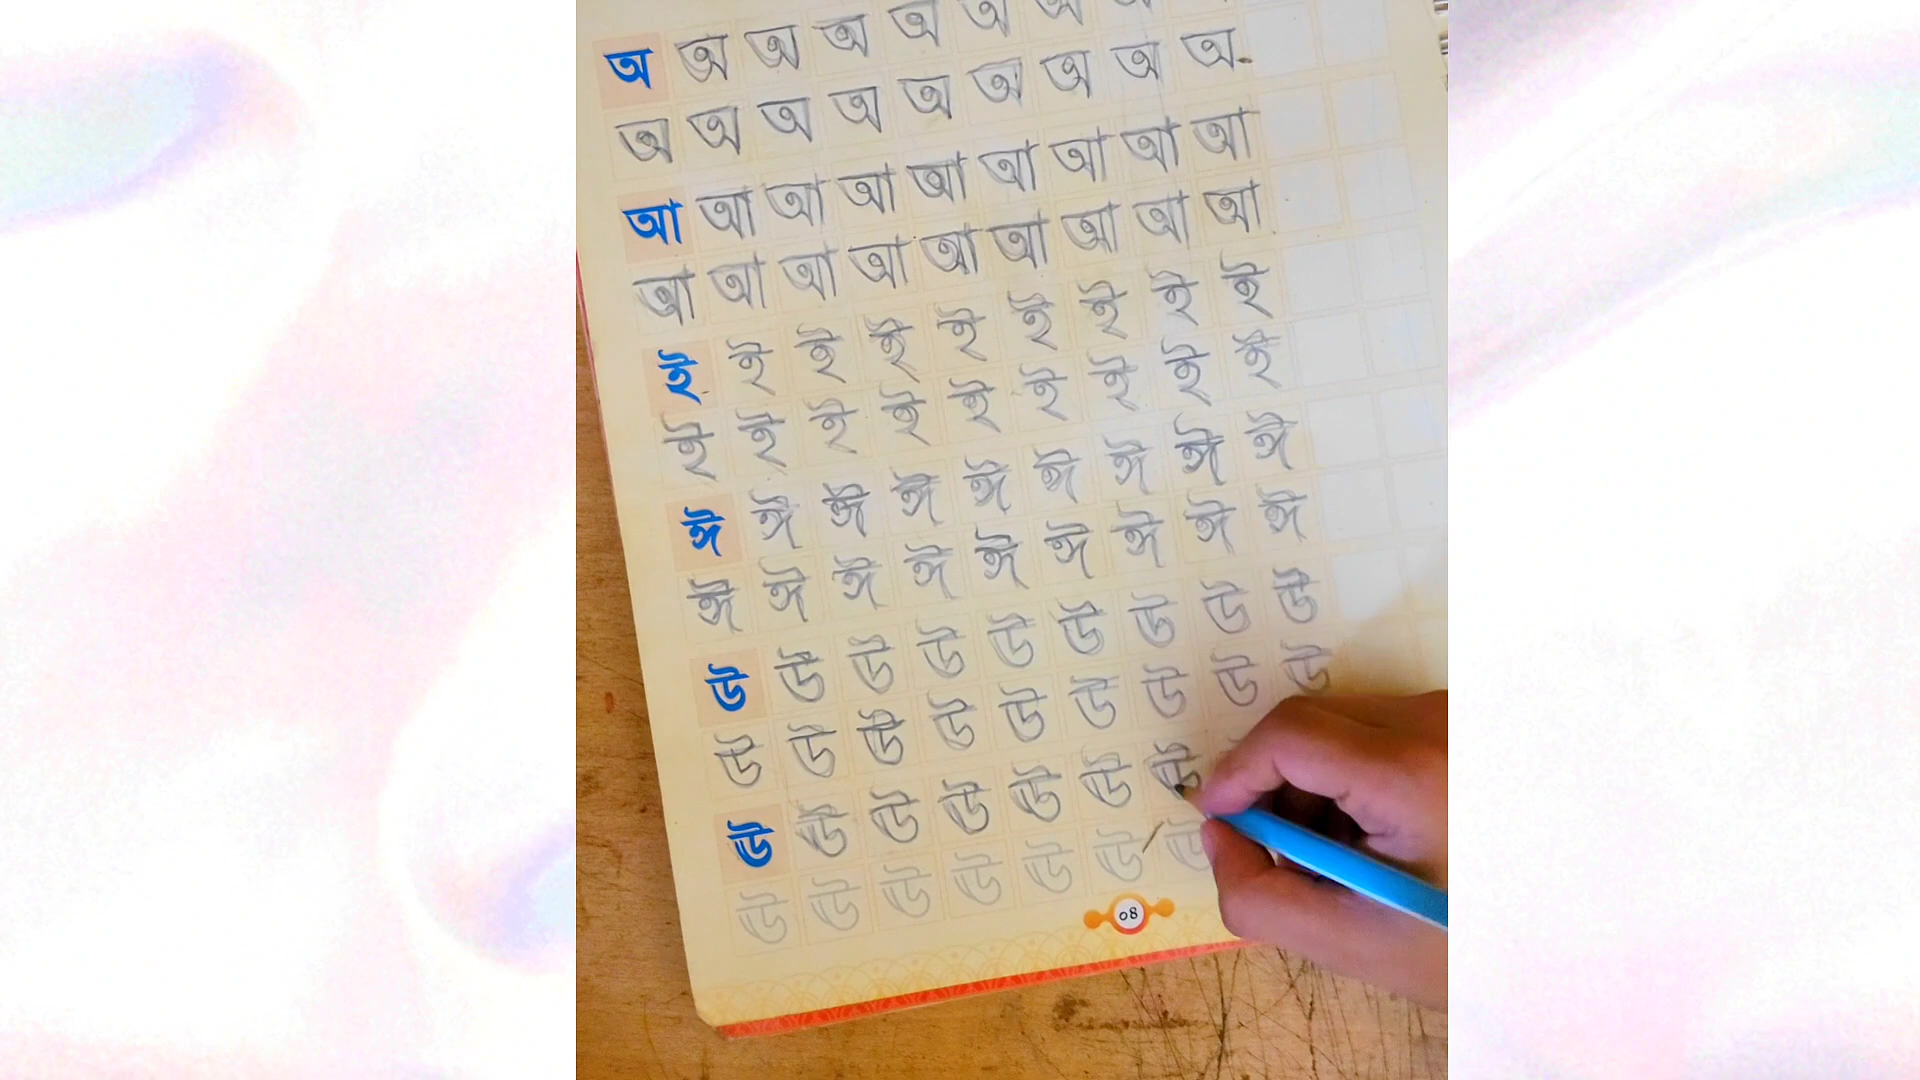 অ অ অ অ অ অ অ অ
অ অ অ অ অ অ অ অ অ
আ আ আ আ আ আ আ আ আ
আ আ আ আ আ আ আ আ আ
ই ই ই ই ই ই ই ই ই
ই ই ই ই ই ই ই ই ই
ঈ ঈ ঈ ঈ ঈ ঈ ঈ ঈ ঈ
ঈ ঈ ঈ ঈ ঈ ঈ ঈ ঈ ঈ
উ উ উ উ উ উ উ উ উ
উ উ উ উ উ উ উ উ উ
ঊ ঊ ঊ ঊ ঊ ঊ ঊ
ঊ ঊ ঊ ঊ ঊ ঊ ঊ
০৪